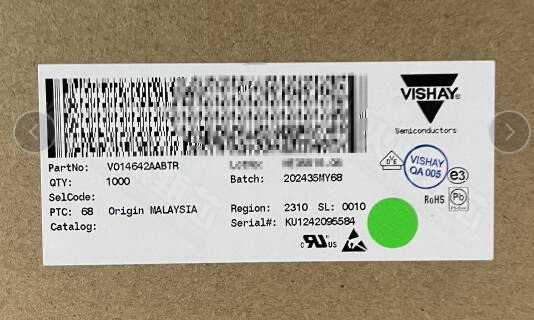 VISHAY®
Semiconductors
PartNo: VO14642AABTR
QTY: 1000
Batch: 202435MY68
SelCode:
PTC: 68 Origin MALAYSIA
Region: 2310 SL: 0010
Catalog:
Serial#: KU1242095584
VISHAY
QA 005
e3
RoHS
Pb
c RU US